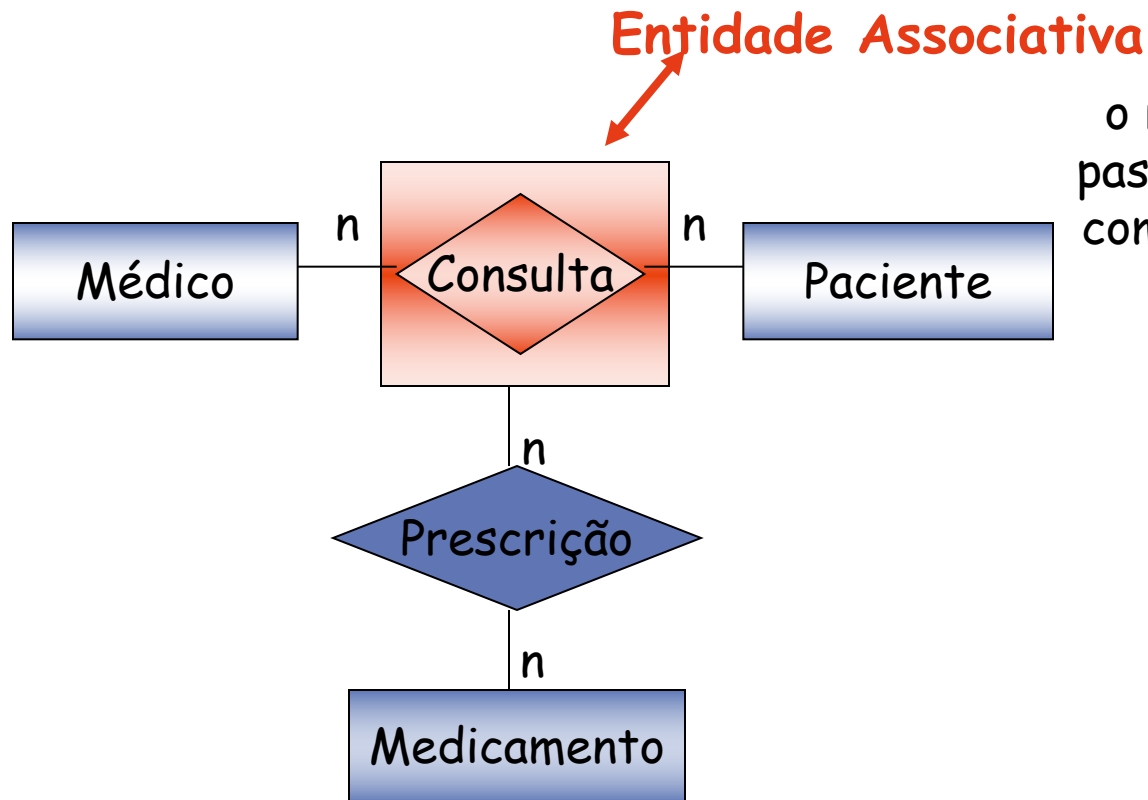 Entidade Associativa
o
n
n
Médico
Consulta
Paciente
n
Prescrição
n
Medicamento